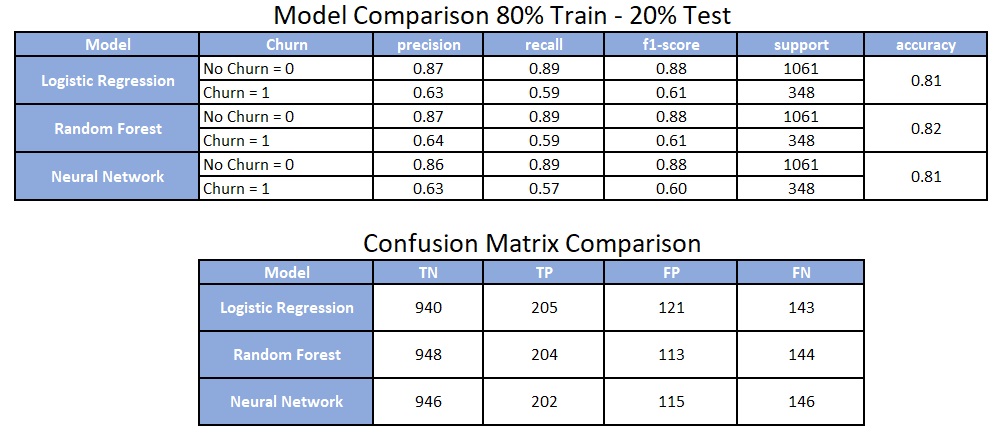 Model Comparison 80% Train - 20% Test
Model Churn precision recall f1-score support accuracy
Logistic Regression No Churn = 0 0.87 0.89 0.88 1061 0.81
Churn = 1 0.63 0.59 0.61 348
Random Forest No Churn = 0 0.87 0.89 0.88 1061 0.82
Churn = 1 0.64 0.59 0.61 348
Neural Network No Churn = 0 0.86 0.89 0.88 1061 0.81
Churn = 1 0.63 0.57 0.60 348
Confusion Matrix Comparison
Model TN TP FP FN
Logistic Regression 940 205 121 143
Random Forest 948 204 113 144
Neural Network 946 202 115 146